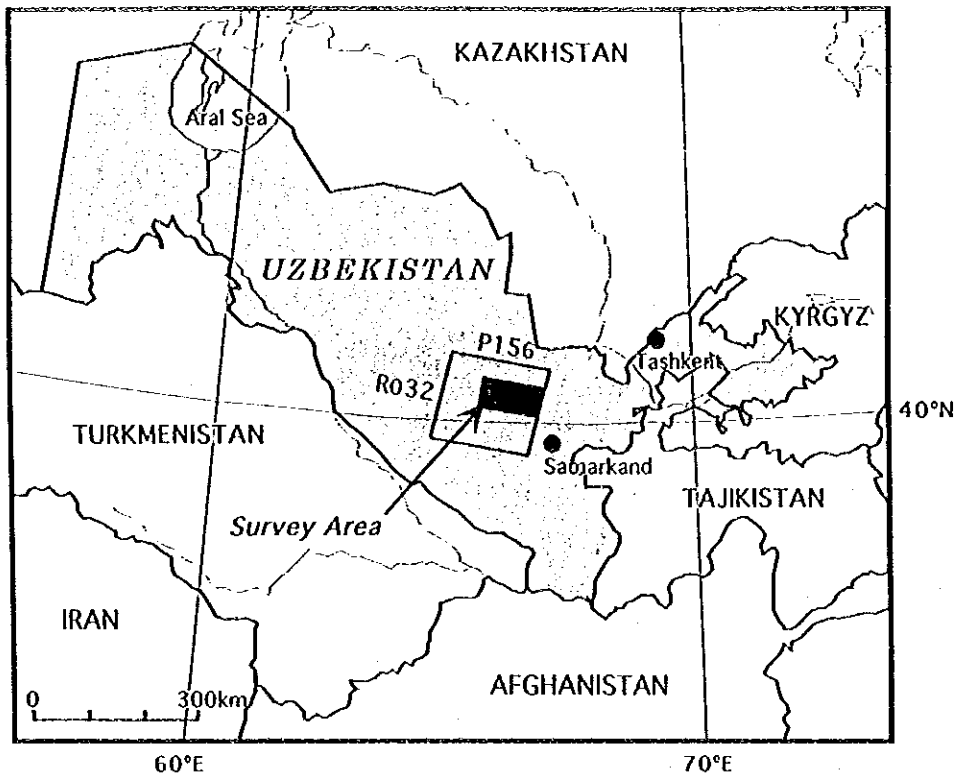 KAZAKHSTAN
Aral Sea
UZBEKISTAN
KYRGYZ
P156
Tashkent
RO32
40°N
TURKMENISTAN
Samarkand
TAJIKISTAN
Survey Area
IRAN
AFGHANISTAN
0 300km
60°E 70°E